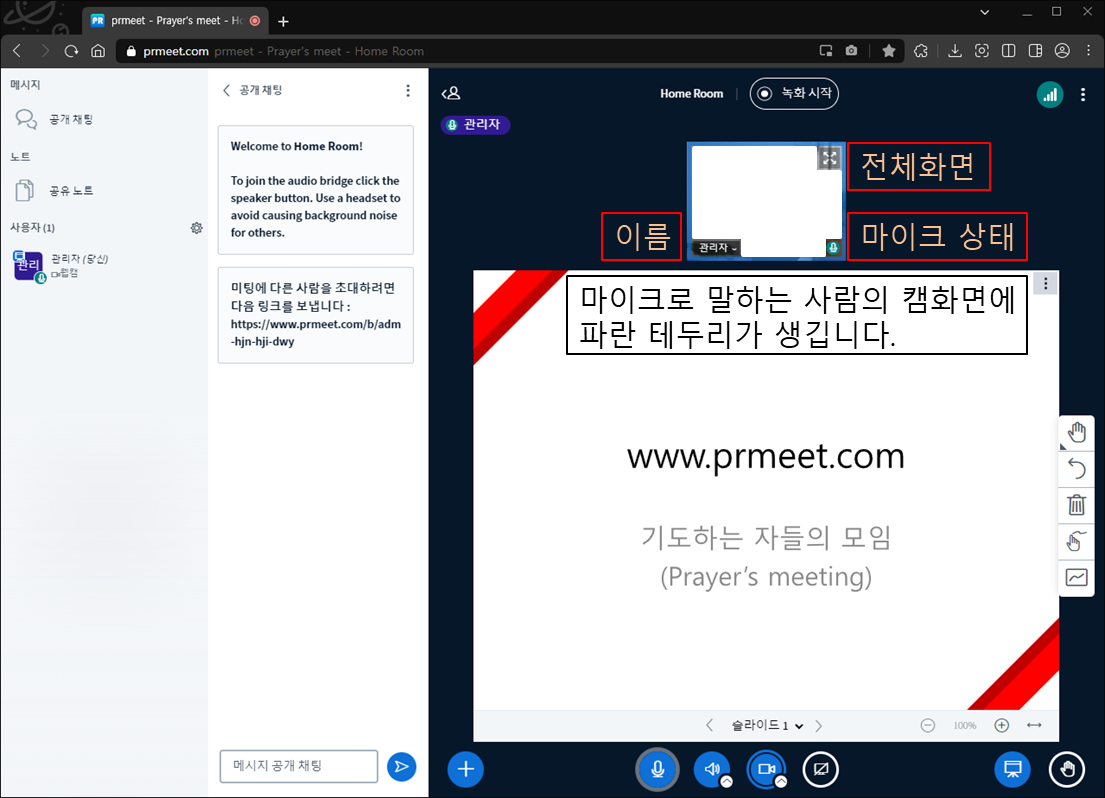 prmeet - Prayer's meet - Ho
prmeet.com prmeet - Prayer's meet - Home Room
메시지
공개 채팅
노트
공유 노트
사용자 (1)
관리
관리자 (당신)
웹캠
공개 채팅
Welcome to Home Room!
To join the audio bridge click the
speaker button. Use a headset to
avoid causing background noise
for others.
미팅에 다른 사람을 초대하려면
다음 링크를 보냅니다 :
https://www.prmeet.com/b/adm
-hjn-hji-dwy
메시지 공개 채팅
Home Room
녹화 시작
관리자
전체화면
이름
마이크 상태
관리자
마이크로 말하는 사람의 캠화면에
파란 테두리가 생깁니다.
www.prmeet.com
기도하는 자들의 모임
(Prayer's meeting)
슬라이드 1
100%